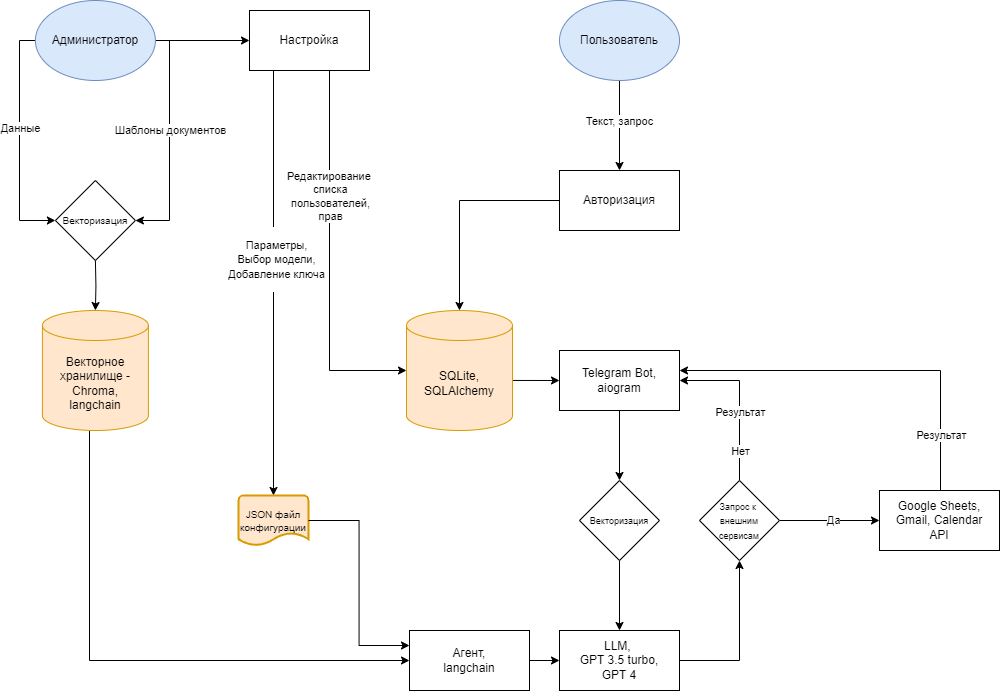 Администратор
Настройка
Пользователь
Данные
Шаблоны документов
Текст, запрос
Редактирование
списка
пользователей,
прав
Авторизация
Векторизация
Параметры,
Выбор модели,
Добавление ключа
Векторное
хранилище -
Chroma,
langchain
SQLite,
SQLAlchemy
Telegram Bot,
aiogram
Результат
Результат
Нет
JSON файл
конфигурации
Векторизация
Запрос к
внешним
сервисам
Да
Google Sheets,
Gmail, Calendar
API
Агент,
langchain
LLM,
GPT 3.5 turbo,
GPT 4